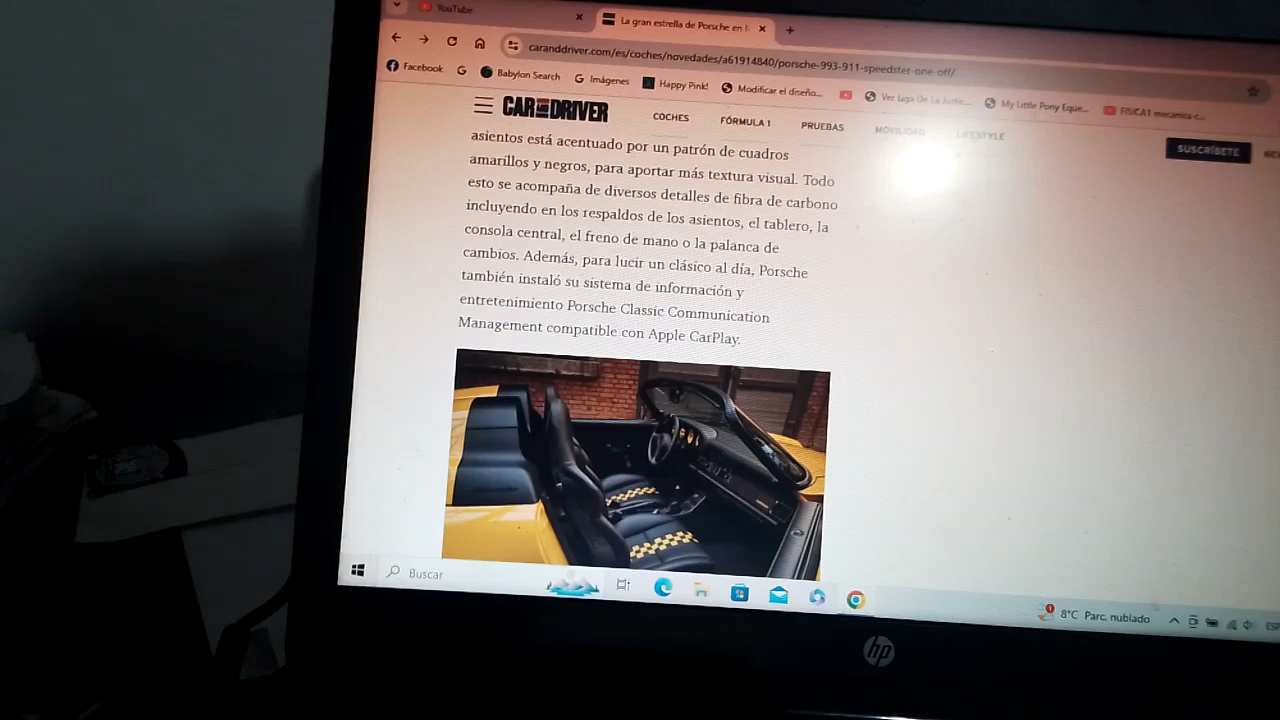 YouTube
La gran estrella de Porsche en l
caranddriver.com/es/coches/novedades/a61914840/porsche-993-911-speedster-one-off/
Facebook
Babylon Search
Imágenes
Happy Pink!
Modificar el diseño...
Ver Liga De La Justic...
My Little Pony Eque...
FISICA1 mecanica c...
CAR AND DRIVER
COCHES
FÓRMULA 1
PRUEBAS
MOVILIDAD
LIFESTYLE
SUSCRÍBETE
asientos está acentuado por un patrón de cuadros
amarillos y negros, para aportar más textura visual. Todo
esto se acompaña de diversos detalles de fibra de carbono
incluyendo en los respaldos de los asientos, el tablero, la
consola central, el freno de mano o la palanca de
cambios. Además, para lucir un clásico al día, Porsche
también instaló su sistema de información y
entretenimiento Porsche Classic Communication
Management compatible con Apple CarPlay.
Buscar
8°C Parc. nublado
ESP
hp